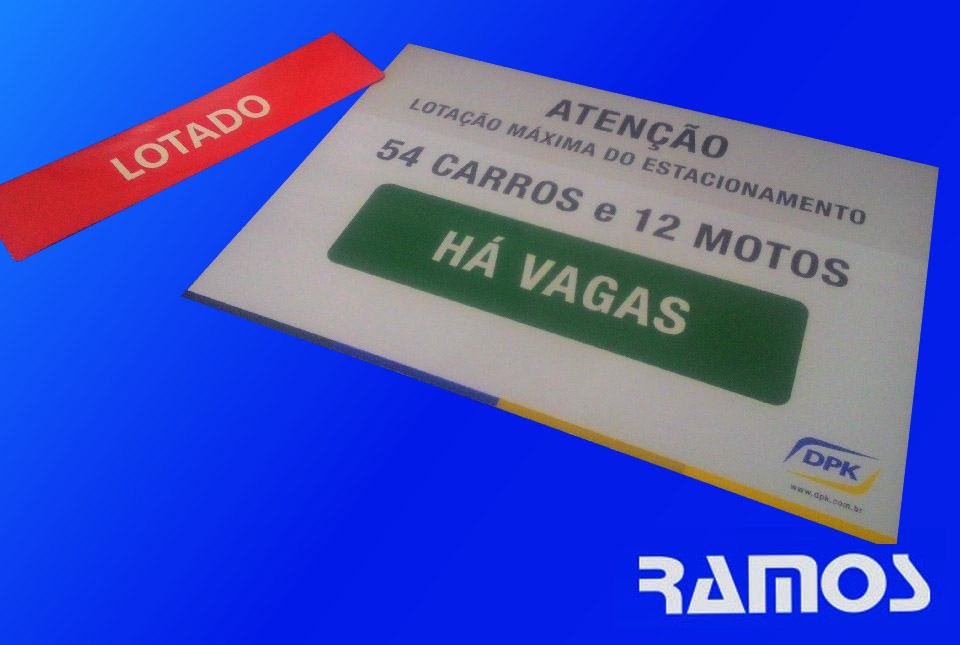 LOTADO
ATENÇÃO
LOTAÇÃO MÁXIMA DO ESTACIONAMENTO
54 CARROS e 12 MOTOS
HÁ VAGAS
DPK
www.dpk.com.br
RAMOS